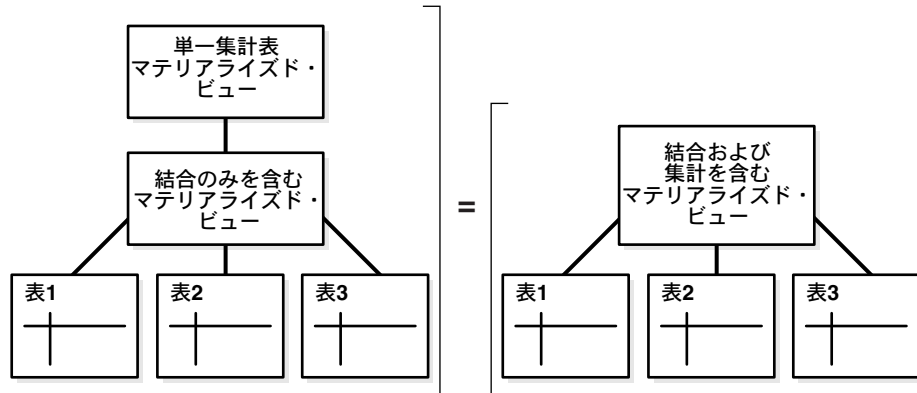 単一集計表
マテリアライズド・
ビュー
結合のみを含む
マテリアライズド・
ビュー
表1
表2
表3
=
結合および
集計を含む
マテリアライズド・
ビュー
表1
表2
表3